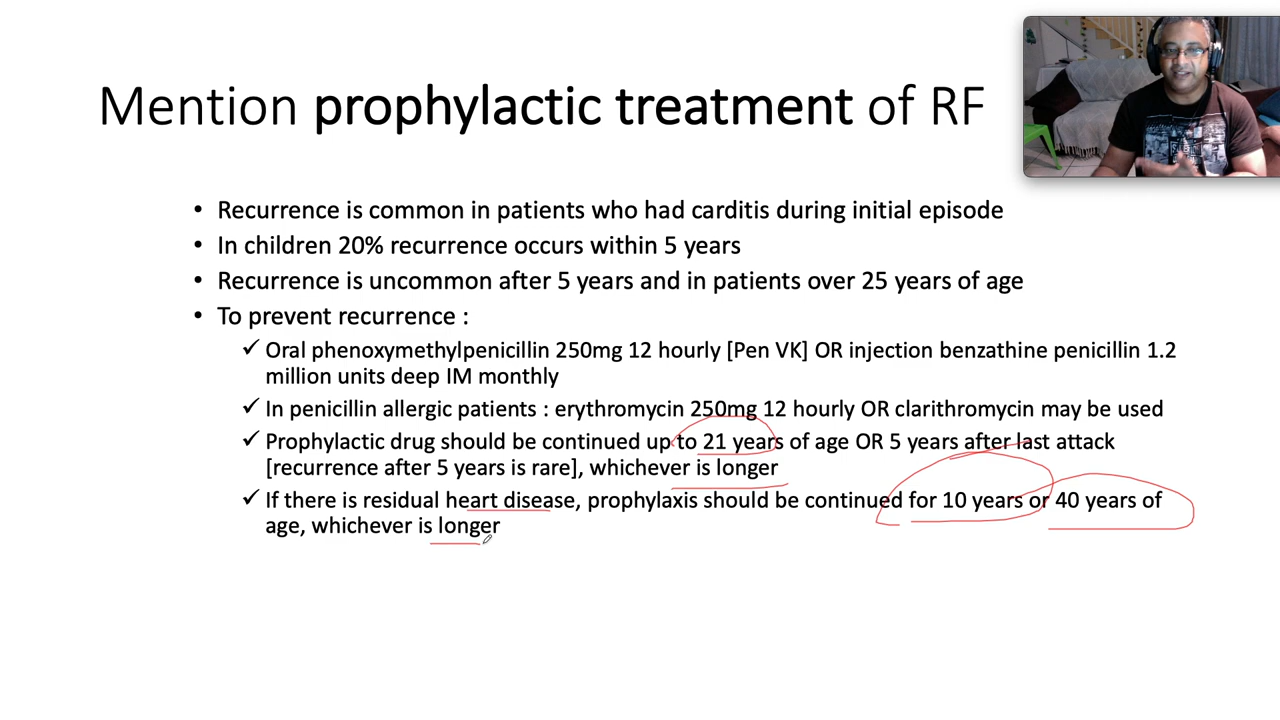 Mention prophylactic treatment of RF
• Recurrence is common in patients who had carditis during initial episode
• In children 20% recurrence occurs within 5 years
• Recurrence is uncommon after 5 years and in patients over 25 years of age
• To prevent recurrence :
✓ Oral phenoxymethylpenicillin 250mg 12 hourly [Pen VK] OR injection benzathine penicillin 1.2
million units deep IM monthly
✓ In penicillin allergic patients : erythromycin 250mg 12 hourly OR clarithromycin may be used
✓ Prophylactic drug should be continued up to 21 years of age OR 5 years after last attack
[recurrence after 5 years is rare], whichever is longer
✓ If there is residual heart disease, prophylaxis should be continued for 10 years or 40 years of
age, whichever is longer